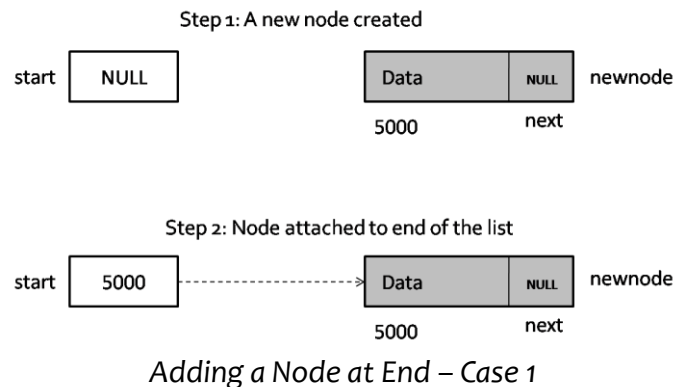 Step 1: A new node created
start NULL Data NULL newnode
5000 next
Step 2: Node attached to end of the list
start 5000 Data NULL newnode
5000 next
Adding a Node at End – Case 1